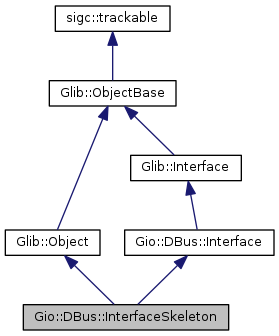 sigc::trackable
Glib::ObjectBase
Glib::Interface
Glib::Object
Gio::DBus::Interface
Gio::DBus::InterfaceSkeleton